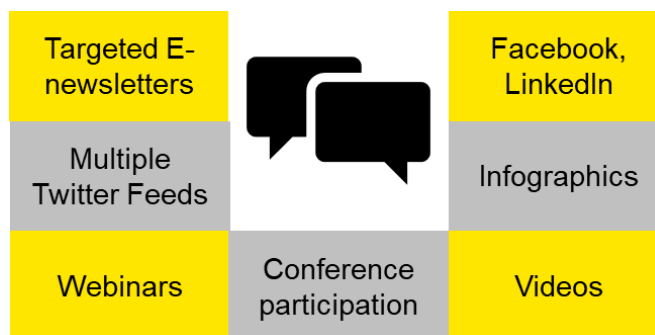 Targeted E-
newsletters
Facebook,
LinkedIn
Multiple
Twitter Feeds
Infographics
Webinars
Conference
participation
Videos